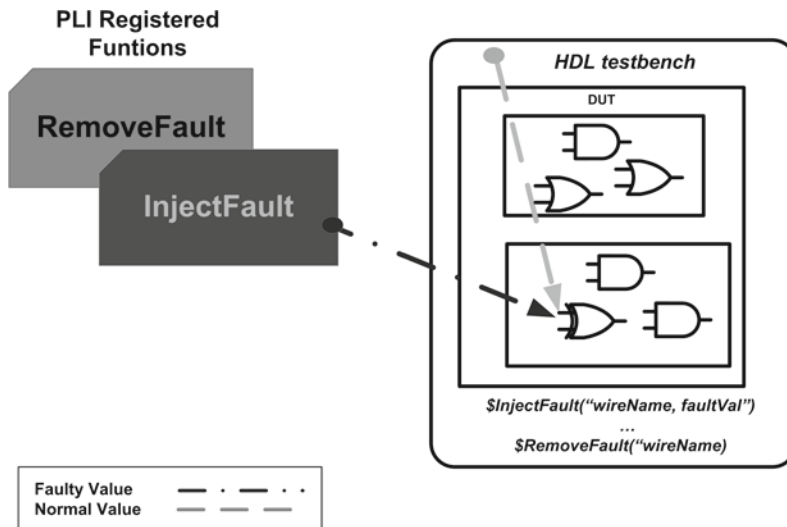 PLI Registered
Funtions
RemoveFault
InjectFault
HDL testbench
DUT
$InjectFault(“wireName, faultVal”)
...
$RemoveFault(“wireName)
Faulty Value
Normal Value